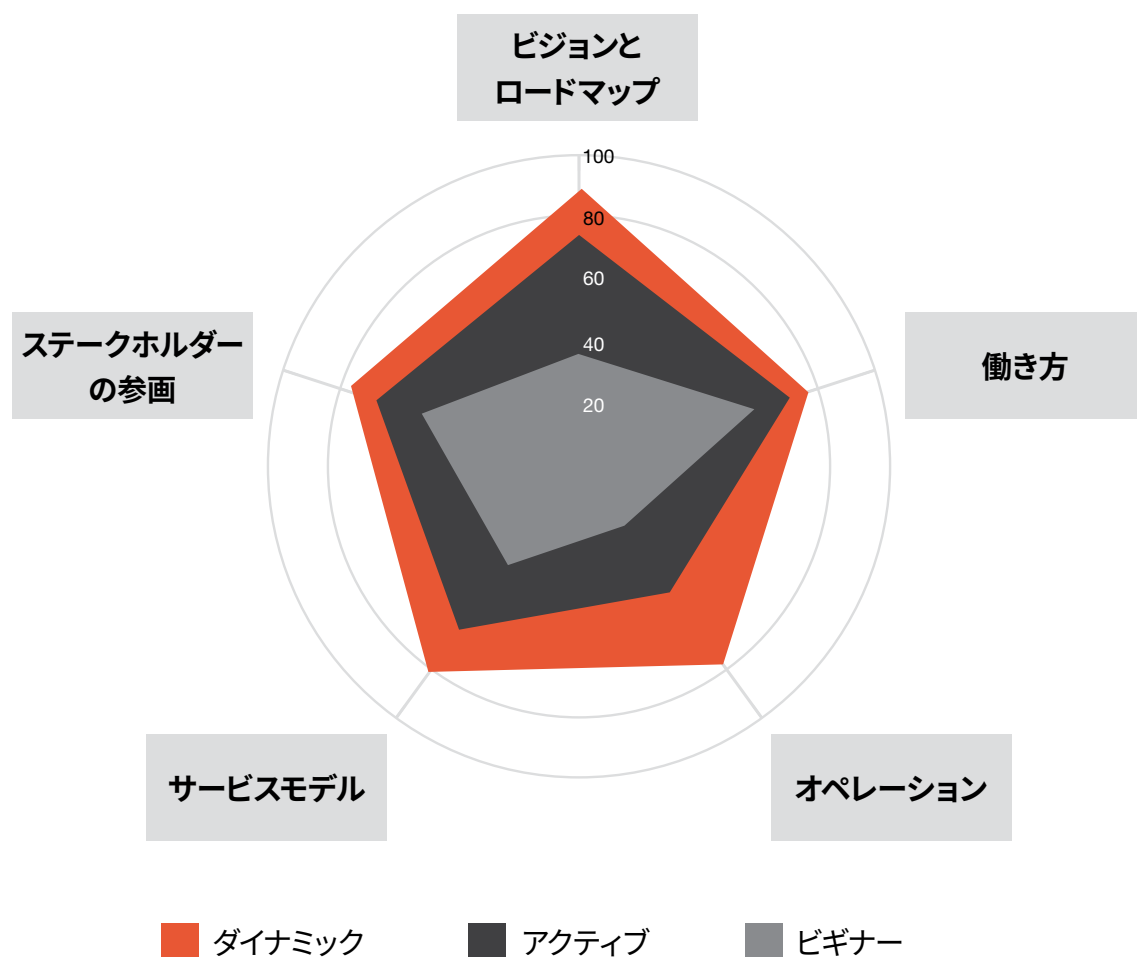 ビジョンと
ロードマップ
100
80
60
40
20
ステークホルダー
の参画
働き方
サービスモデル
オペレーション
ダイナミック
アクティブ
ビギナー